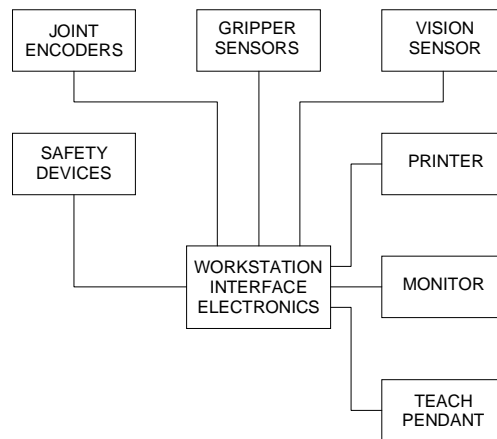 JOINT
ENCODERS
GRIPPER
SENSORS
VISION
SENSOR
SAFETY
DEVICES
PRINTER
WORKSTATION
INTERFACE
ELECTRONICS
MONITOR
TEACH
PENDANT